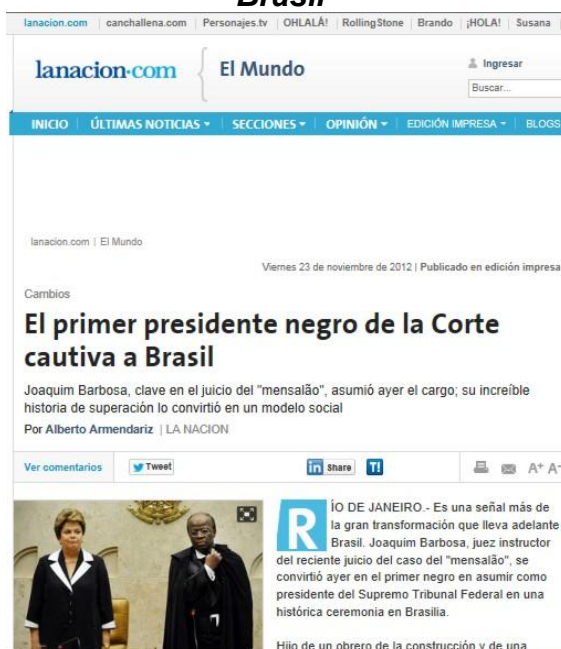 Brasil
lanacion.com | canchallena.com | Personajes.tv | OHLALÁ! | RollingStone | Brando | ¡HOLA! | Susana
lanacion.com { El Mundo
Ingresar
Buscar...
INICIO | ÚLTIMAS NOTICIAS | SECCIONES | OPINIÓN | EDICIÓN IMPRESA | BLOGS
lanacion.com | El Mundo
Viernes 23 de noviembre de 2012 | Publicado en edición impresa
Cambios
El primer presidente negro de la Corte
cautiva a Brasil
Joaquim Barbosa, clave en el juicio del "mensalão", asumió ayer el cargo; su increíble
historia de superación lo convirtió en un modelo social
Por Alberto Armendariz | LA NACION
Ver comentarios Tweet in Share T! A+ A-
RÍO DE JANEIRO.- Es una señal más de
la gran transformación que lleva adelante
Brasil. Joaquim Barbosa, juez instructor
del reciente juicio del caso del "mensalão", se
convirtió ayer en el primer negro en asumir como
presidente del Supremo Tribunal Federal en una
histórica ceremonia en Brasilia.
Hijo de un obrero de la construcción y de una